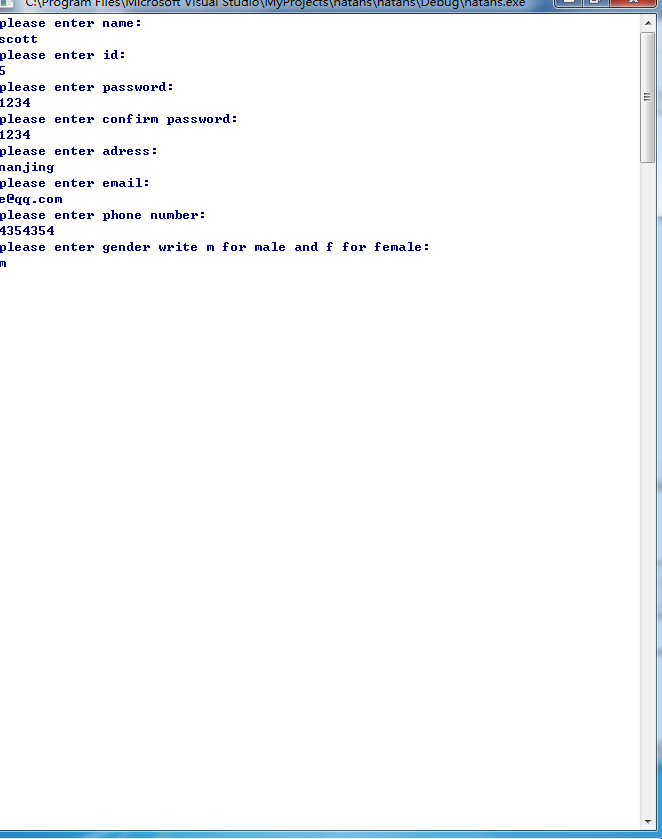 C:\Program Files\Microsoft Visual Studio\MyProjects\natans\natans\Debug\natans.exe
please enter name:
scott
please enter id:
5
please enter password:
1234
please enter confirm password:
1234
please enter adress:
nanjing
please enter email:
e@qq.com
please enter phone number:
4354354
please enter gender write m for male and f for female:
m